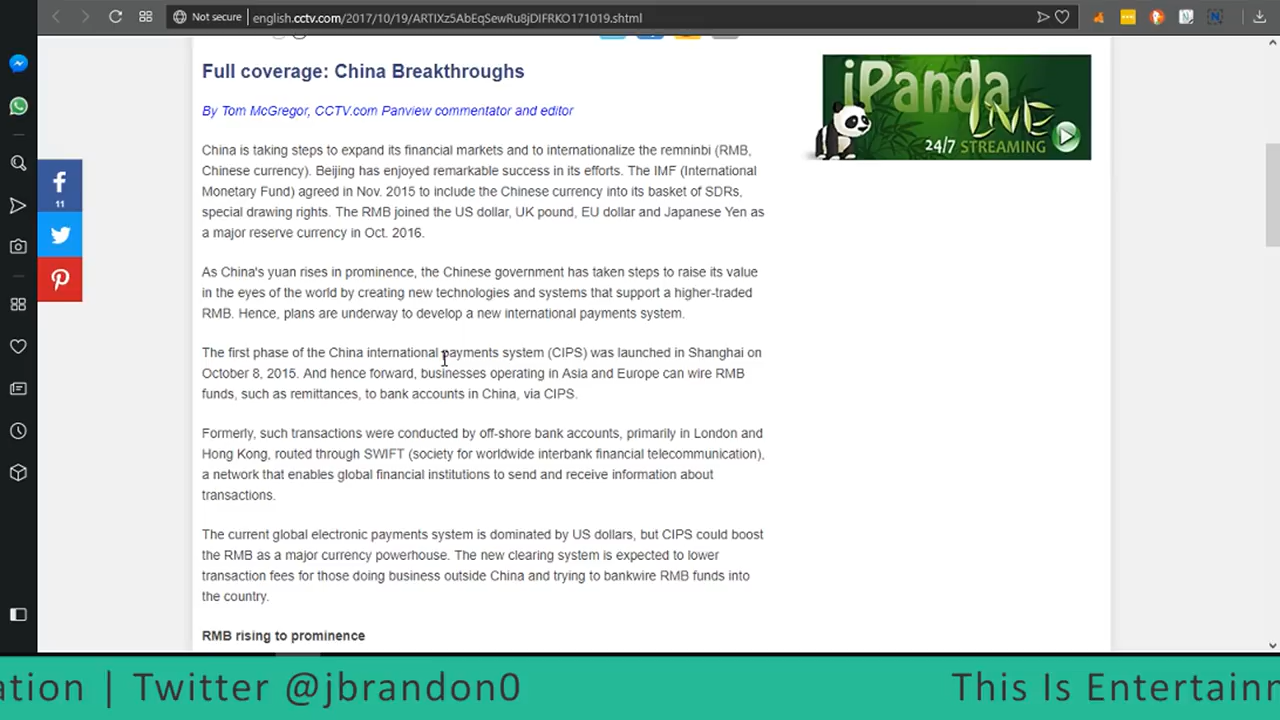 Not secure
english.cctv.com/2017/10/19/ARTIXz5AbEqSewRu8jDIFRKO171019.shtml
Full coverage: China Breakthroughs
iPanda
LIVE
24/7 STREAMING
By Tom McGregor, CCTV.com Panview commentator and editor
China is taking steps to expand its financial markets and to internationalize the remninbi (RMB,
Chinese currency). Beijing has enjoyed remarkable success in its efforts. The IMF (International
Monetary Fund) agreed in Nov. 2015 to include the Chinese currency into its basket of SDRs,
special drawing rights. The RMB joined the US dollar, UK pound, EU dollar and Japanese Yen as
a major reserve currency in Oct. 2016.
11
As China's yuan rises in prominence, the Chinese government has taken steps to raise its value
in the eyes of the world by creating new technologies and systems that support a higher-traded
RMB. Hence, plans are underway to develop a new international payments system.
The first phase of the China international payments system (CIPS) was launched in Shanghai on
October 8, 2015. And hence forward, businesses operating in Asia and Europe can wire RMB
funds, such as remittances, to bank accounts in China, via CIPS.
Formerly, such transactions were conducted by off-shore bank accounts, primarily in London and
Hong Kong, routed through SWIFT (society for worldwide interbank financial telecommunication),
a network that enables global financial institutions to send and receive information about
transactions.
The current global electronic payments system is dominated by US dollars, but CIPS could boost
the RMB as a major currency powerhouse. The new clearing system is expected to lower
transaction fees for those doing business outside China and trying to bankwire RMB funds into
the country.
RMB rising to prominence
ation | Twitter @jbrandon0
This Is Entertainn